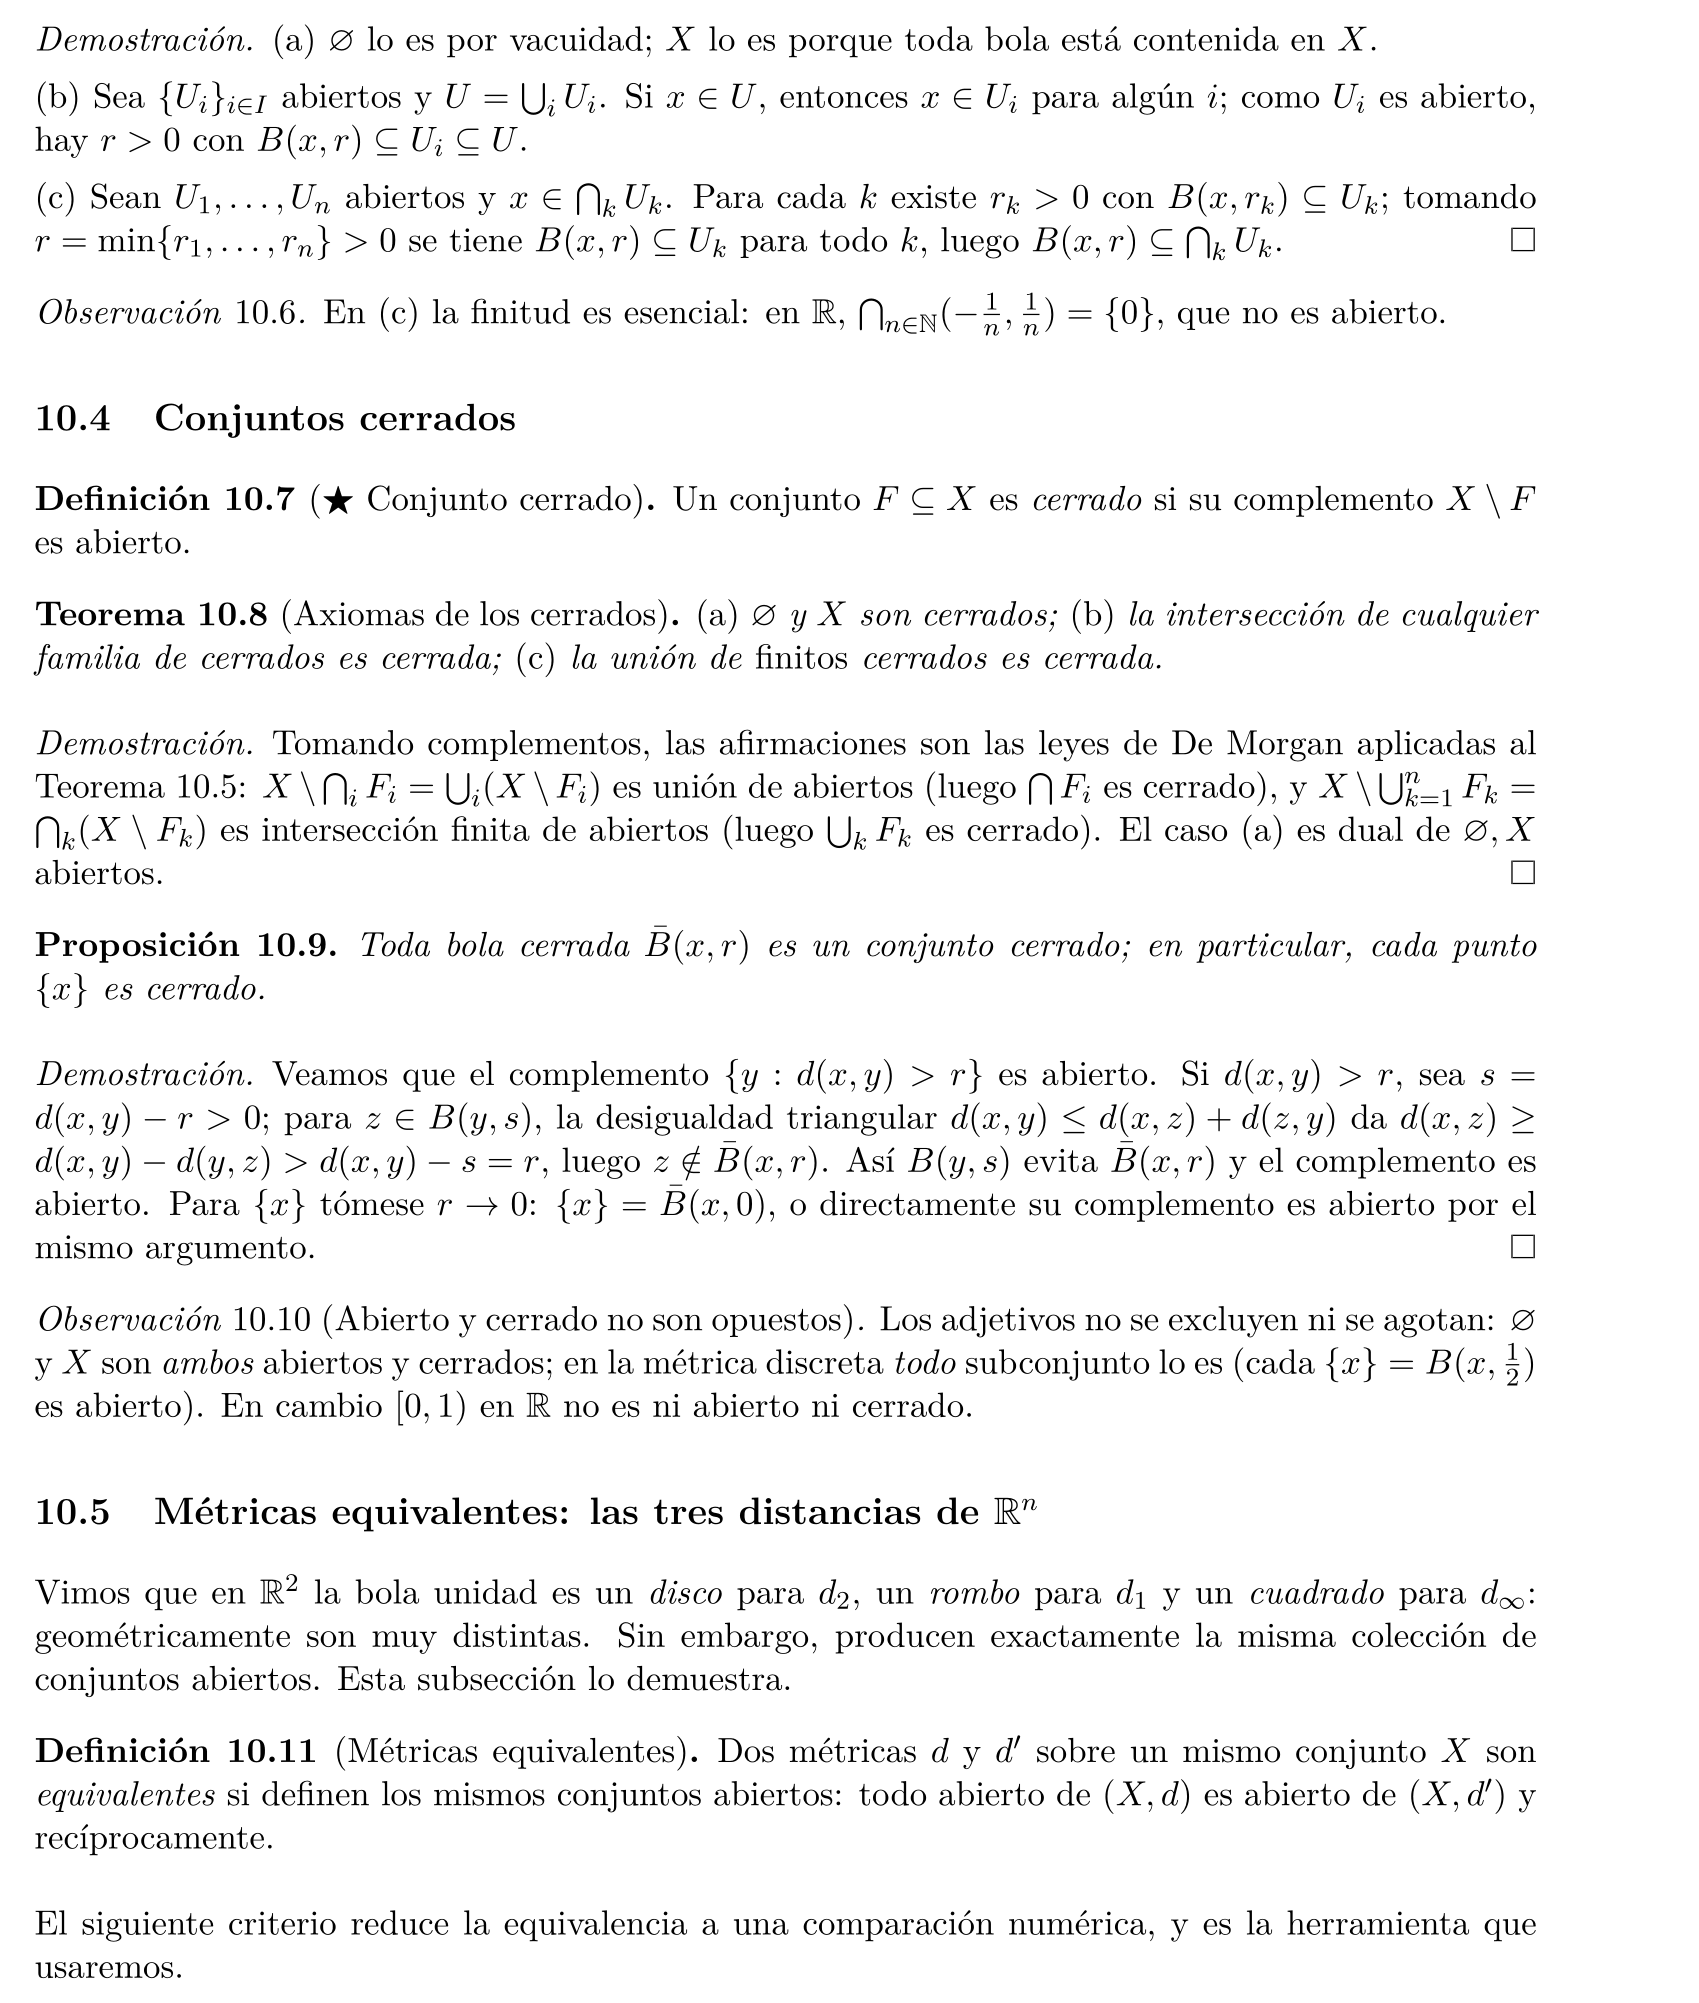 Demostración. (a) ∅ lo es por vacuidad; X lo es porque toda bola está contenida en X.
(b) Sea {U_i}_{i∈I} abiertos y U = ⋃_i U_i. Si x ∈ U, entonces x ∈ U_i para algún i; como U_i es abierto,
hay r > 0 con B(x, r) ⊆ U_i ⊆ U.
(c) Sean U_1, . . . , U_n abiertos y x ∈ ⋂_k U_k. Para cada k existe r_k > 0 con B(x, r_k) ⊆ U_k; tomando
r = min{r_1, . . . , r_n} > 0 se tiene B(x, r) ⊆ U_k para todo k, luego B(x, r) ⊆ ⋂_k U_k. □
Observación 10.6. En (c) la finitud es esencial: en ℝ, ⋂_{n∈ℕ}(−1/n, 1/n) = {0}, que no es abierto.
10.4 Conjuntos cerrados
Definición 10.7 (★ Conjunto cerrado). Un conjunto F ⊆ X es cerrado si su complemento X \ F
es abierto.
Teorema 10.8 (Axiomas de los cerrados). (a) ∅ y X son cerrados; (b) la intersección de cualquier
familia de cerrados es cerrada; (c) la unión de finitos cerrados es cerrada.
Demostración. Tomando complementos, las afirmaciones son las leyes de De Morgan aplicadas al
Teorema 10.5: X \ ⋂_i F_i = ⋃_i(X \ F_i) es unión de abiertos (luego ⋂ F_i es cerrado), y X \ ⋃_{k=1}^n F_k =
⋂_k(X \ F_k) es intersección finita de abiertos (luego ⋃_k F_k es cerrado). El caso (a) es dual de ∅, X
abiertos. □
Proposición 10.9. Toda bola cerrada B̄(x, r) es un conjunto cerrado; en particular, cada punto
{x} es cerrado.
Demostración. Veamos que el complemento {y : d(x, y) > r} es abierto. Si d(x, y) > r, sea s =
d(x, y) − r > 0; para z ∈ B(y, s), la desigualdad triangular d(x, y) ≤ d(x, z) + d(z, y) da d(x, z) ≥
d(x, y) − d(y, z) > d(x, y) − s = r, luego z ∉ B̄(x, r). Así B(y, s) evita B̄(x, r) y el complemento es
abierto. Para {x} tómese r → 0: {x} = B̄(x, 0), o directamente su complemento es abierto por el
mismo argumento. □
Observación 10.10 (Abierto y cerrado no son opuestos). Los adjetivos no se excluyen ni se agotan: ∅
y X son ambos abiertos y cerrados; en la métrica discreta todo subconjunto lo es (cada {x} = B(x, 1/2)
es abierto). En cambio [0, 1) en ℝ no es ni abierto ni cerrado.
10.5 Métricas equivalentes: las tres distancias de ℝ^n
Vimos que en ℝ² la bola unidad es un disco para d_2, un rombo para d_1 y un cuadrado para d_∞:
geométricamente son muy distintas. Sin embargo, producen exactamente la misma colección de
conjuntos abiertos. Esta subsección lo demuestra.
Definición 10.11 (Métricas equivalentes). Dos métricas d y d′ sobre un mismo conjunto X son
equivalentes si definen los mismos conjuntos abiertos: todo abierto de (X, d) es abierto de (X, d′) y
recíprocamente.
El siguiente criterio reduce la equivalencia a una comparación numérica, y es la herramienta que
usaremos.